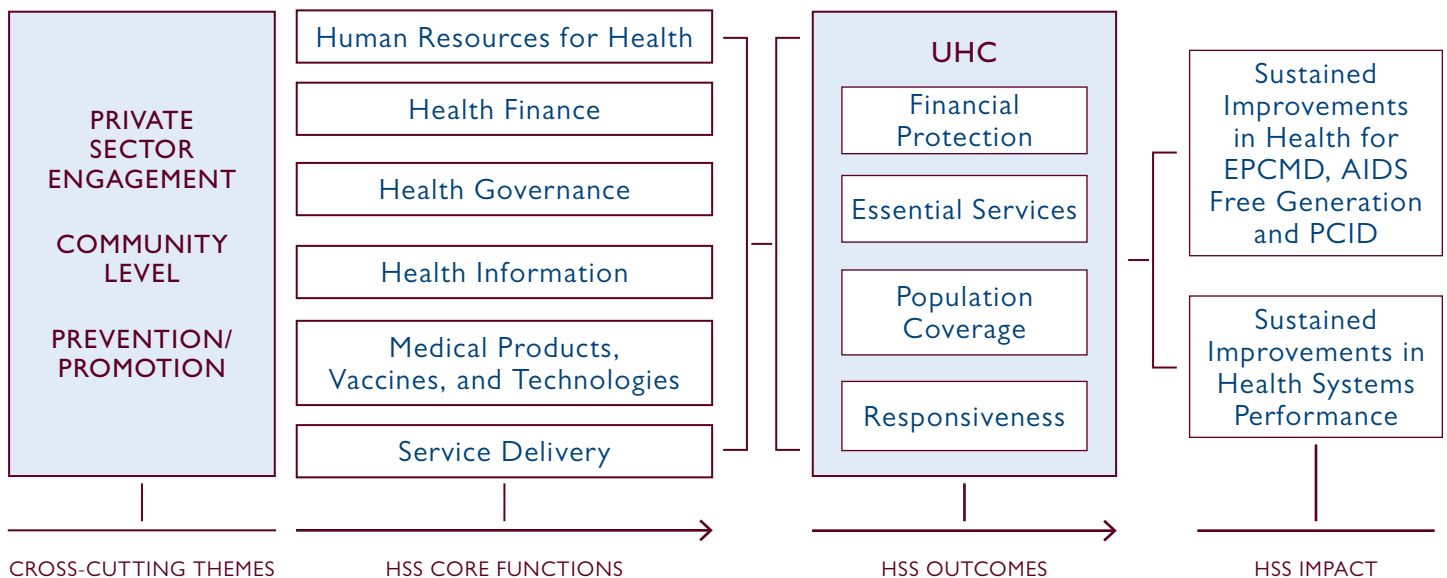 PRIVATE
SECTOR
ENGAGEMENT
COMMUNITY
LEVEL
PREVENTION/
PROMOTION
Human Resources for Health
Health Finance
Health Governance
Health Information
Medical Products,
Vaccines, and Technologies
Service Delivery
UHC
Financial
Protection
Essential Services
Population
Coverage
Responsiveness
Sustained
Improvements
in Health for
EPCMD, AIDS
Free Generation
and PCID
Sustained
Improvements in
Health Systems
Performance
CROSS-CUTTING THEMES
HSS CORE FUNCTIONS
HSS OUTCOMES
HSS IMPACT